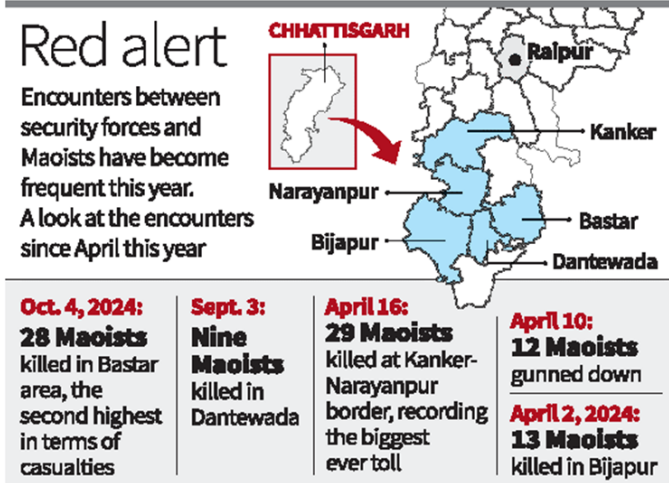 Red alert
Encounters between
security forces and
Maoists have become
frequent this year.
A look at the encounters
since April this year
CHHATTISGARH
Raipur
Kanker
Narayanpur
Bastar
Bijapur
Dantewada
Oct. 4, 2024:
28 Maoists
killed in Bastar
area, the
second highest
in terms of
casualties
Sept. 3:
Nine
Maoists
killed in
Dantewada
April 16:
29 Maoists
killed at Kanker-
Narayanpur
border, recording
the biggest
ever toll
April 10:
12 Maoists
gunned down
April 2, 2024:
13 Maoists
killed in Bijapur